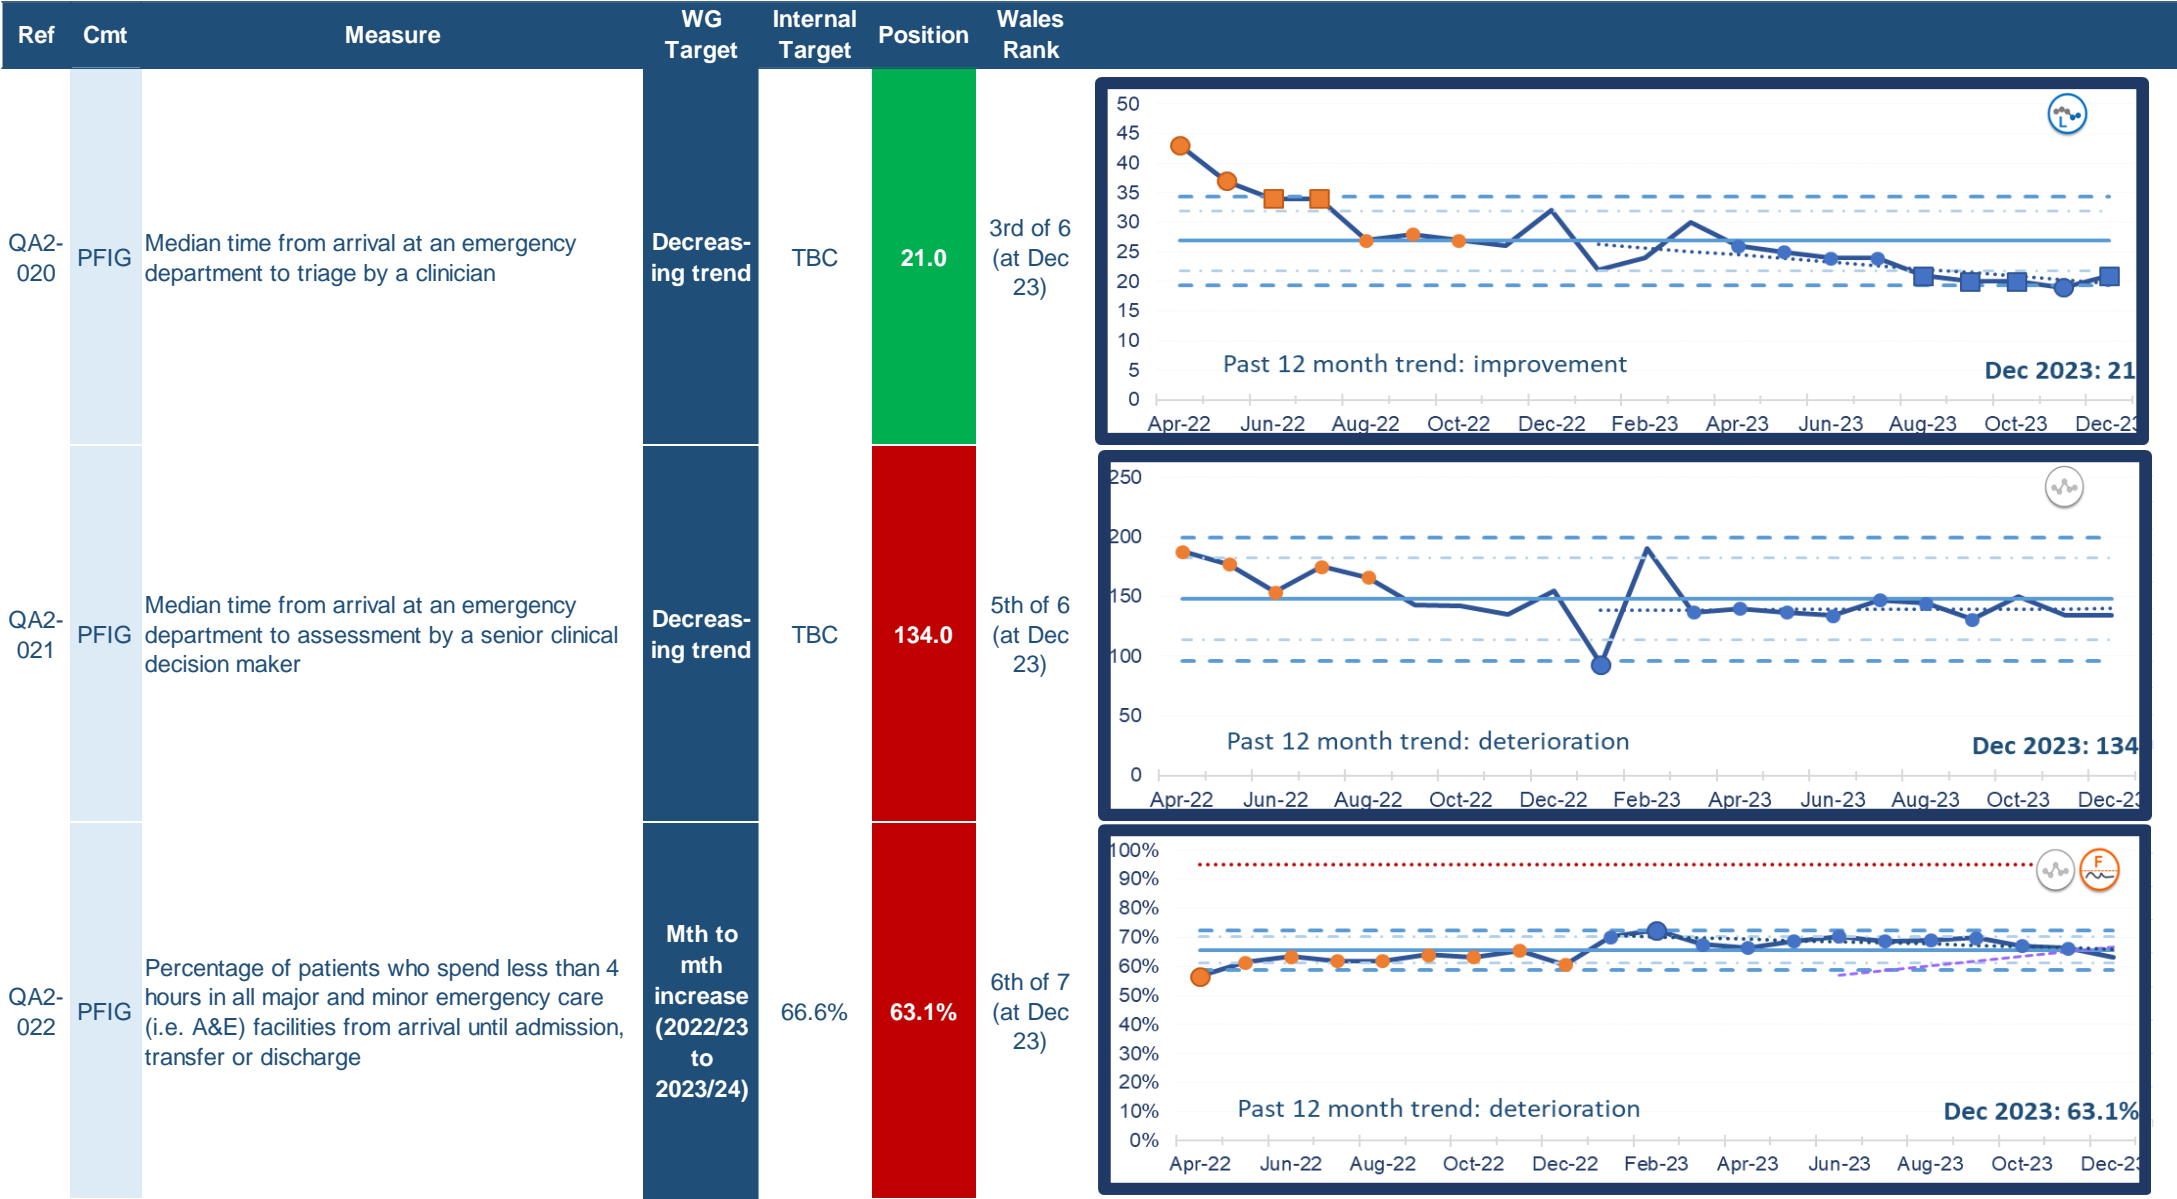 Ref Cmt Measure WG Target Internal Target Position Wales Rank
QA2-
020
PFIG
Median time from arrival at an emergency
department to triage by a clinician
Decreas-
ing trend
TBC
21.0
3rd of 6
(at Dec
23)
50
45
40
35
30
25
20
15
10
5
0
L
Past 12 month trend: improvement
Dec 2023: 21
Apr-22 Jun-22 Aug-22 Oct-22 Dec-22 Feb-23 Apr-23 Jun-23 Aug-23 Oct-23 Dec-23
QA2-
021
PFIG
Median time from arrival at an emergency
department to assessment by a senior clinical
decision maker
Decreas-
ing trend
TBC
134.0
5th of 6
(at Dec
23)
250
200
150
100
50
0
Past 12 month trend: deterioration
Dec 2023: 134
Apr-22 Jun-22 Aug-22 Oct-22 Dec-22 Feb-23 Apr-23 Jun-23 Aug-23 Oct-23 Dec-23
QA2-
022
PFIG
Percentage of patients who spend less than 4
hours in all major and minor emergency care
(i.e. A&E) facilities from arrival until admission,
transfer or discharge
Mth to
mth
increase
(2022/23
to
2023/24)
66.6%
63.1%
6th of 7
(at Dec
23)
100%
90%
80%
70%
60%
50%
40%
30%
20%
10%
0%
F
Past 12 month trend: deterioration
Dec 2023: 63.1%
Apr-22 Jun-22 Aug-22 Oct-22 Dec-22 Feb-23 Apr-23 Jun-23 Aug-23 Oct-23 Dec-23